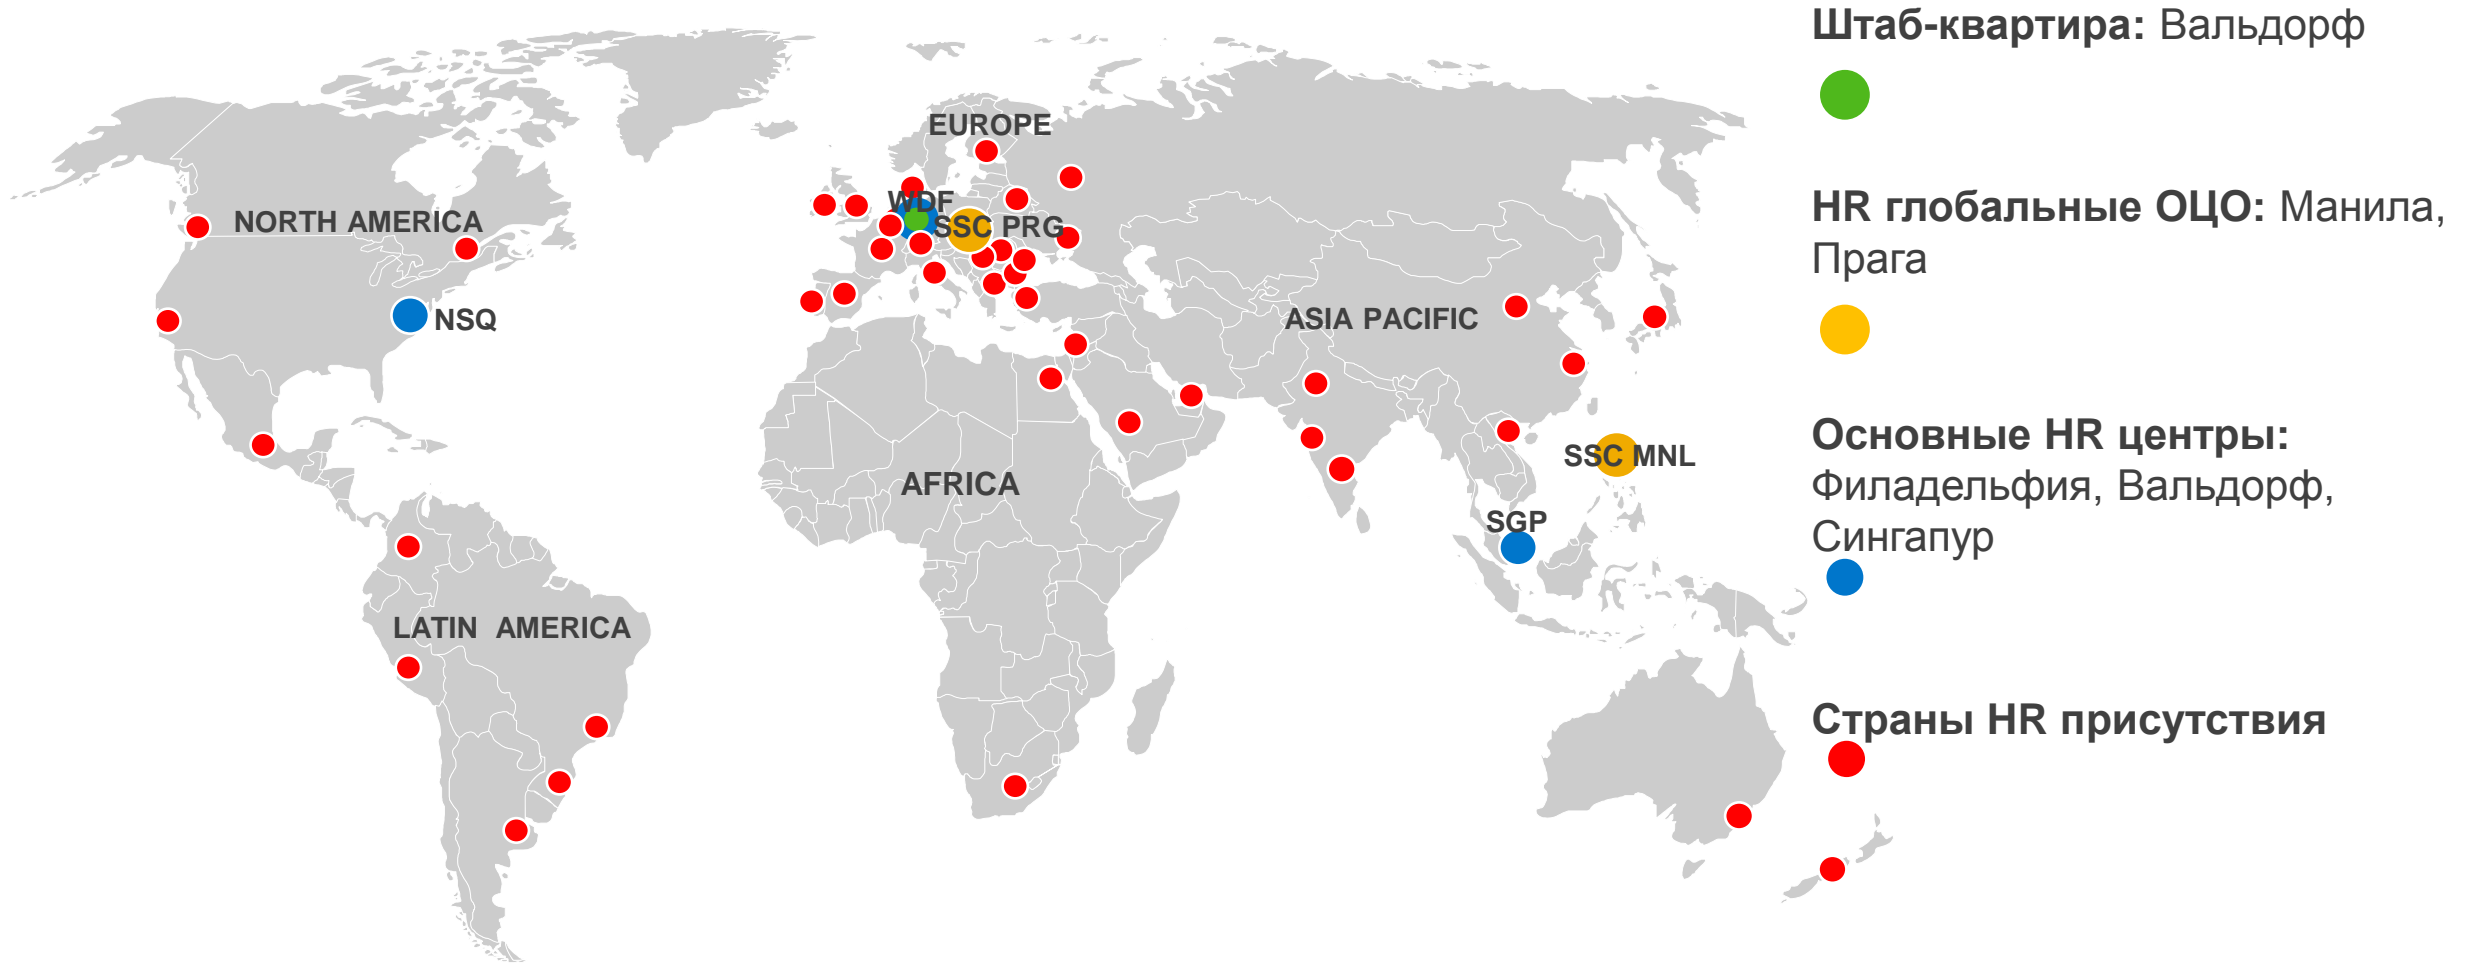 Штаб-квартира: Вальдорф
HR глобальные ОЦО: Манила,
Прага
Основные HR центры:
Филадельфия, Вальдорф,
Сингапур
Страны HR присутствия
EUROPE
WDF
NORTH AMERICA
SSC PRG
NSQ
ASIA PACIFIC
SSC MNL
AFRICA
SGP
LATIN AMERICA